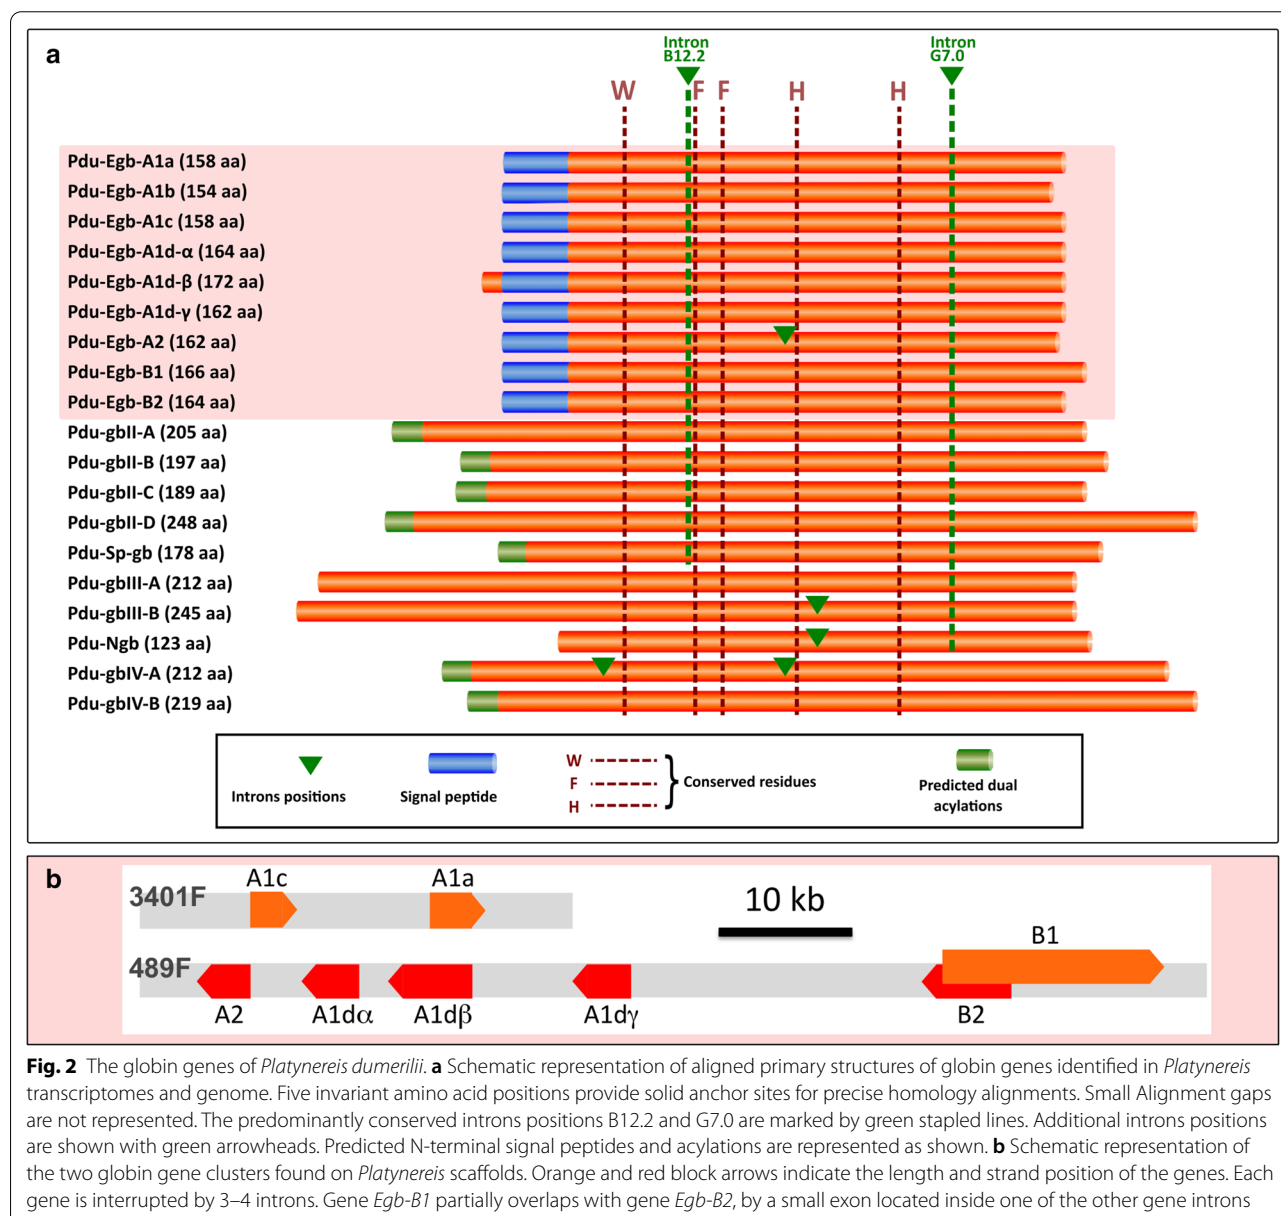 a
Intron
B12.2
Intron
G7.0
W F F H H
Pdu-Egb-A1a (158 aa)
Pdu-Egb-A1b (154 aa)
Pdu-Egb-A1c (158 aa)
Pdu-Egb-A1d-α (164 aa)
Pdu-Egb-A1d-β (172 aa)
Pdu-Egb-A1d-γ (162 aa)
Pdu-Egb-A2 (162 aa)
Pdu-Egb-B1 (166 aa)
Pdu-Egb-B2 (164 aa)
Pdu-gbII-A (205 aa)
Pdu-gbII-B (197 aa)
Pdu-gbII-C (189 aa)
Pdu-gbII-D (248 aa)
Pdu-Sp-gb (178 aa)
Pdu-gbIII-A (212 aa)
Pdu-gbIII-B (245 aa)
Pdu-Ngb (123 aa)
Pdu-gbIV-A (212 aa)
Pdu-gbIV-B (219 aa)
Introns positions
Signal peptide
W
F
H
Conserved residues
Predicted dual
acylations
b
3401F
A1c
A1a
10 kb
B1
489F
A2
A1dα
A1dβ
A1dγ
B2
Fig. 2 The globin genes of Platynereis dumerilii. a Schematic representation of aligned primary structures of globin genes identified in Platynereis
transcriptomes and genome. Five invariant amino acid positions provide solid anchor sites for precise homology alignments. Small Alignment gaps
are not represented. The predominantly conserved introns positions B12.2 and G7.0 are marked by green stapled lines. Additional introns positions
are shown with green arrowheads. Predicted N-terminal signal peptides and acylations are represented as shown. b Schematic representation of
the two globin gene clusters found on Platynereis scaffolds. Orange and red block arrows indicate the length and strand position of the genes. Each
gene is interrupted by 3–4 introns. Gene Egb-B1 partially overlaps with gene Egb-B2, by a small exon located inside one of the other gene introns